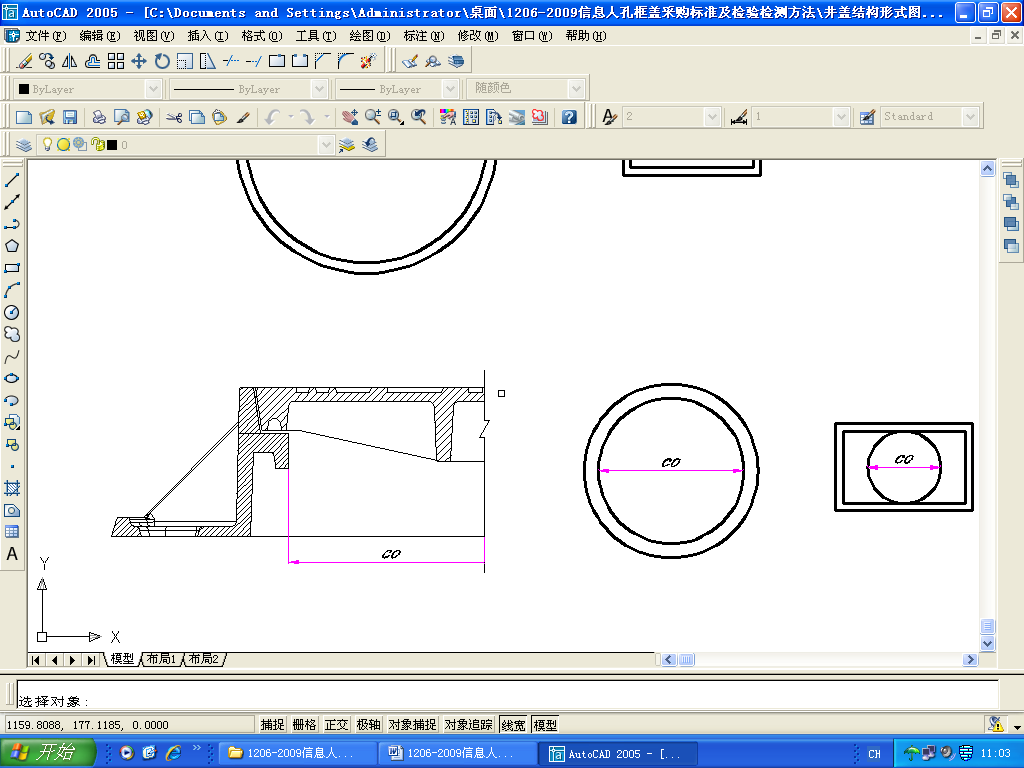 AutoCAD 2005 - [C:\Documents and Settings\Administrator\桌面\1206-2009信息人孔框盖采购标准及检验检测方法\井盖结构形式图...
文件(F) 编辑(E) 视图(V) 插入(I) 格式(O) 工具(T) 绘图(D) 标注(N) 修改(M) 窗口(W) 帮助(H)
ByLayer ByLayer ByLayer 随颜色
2 1 Standard
0
CO CO
CO
Y
X
A
模型 布局1 布局2
选择对象:
1159.8088, 177.1185, 0.0000 捕捉 栅格 正交 极轴 对象捕捉 对象追踪 线宽 模型
开始 1206-2009信息人... 1206-2009信息人... AutoCAD 2005 - [... CH 11:03